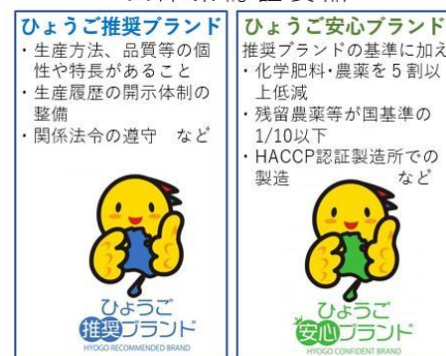 ひょうご推奨ブランド
・生産方法、品質等の個
性や特長があること
・生産履歴の開示体制の
整備
・関係法令の遵守　など
ひょうご
推奨ブランド
HYOGO RECOMMENDED BRAND
ひょうご安心ブランド
推奨ブランドの基準に加え
・化学肥料・農薬を５割以
上低減
・残留農薬等が国基準の
1/10以下
・HACCP認証製造所での
製造　　　　　　など
ひょうご
安心ブランド
HYOGO CONFIDENT BRAND